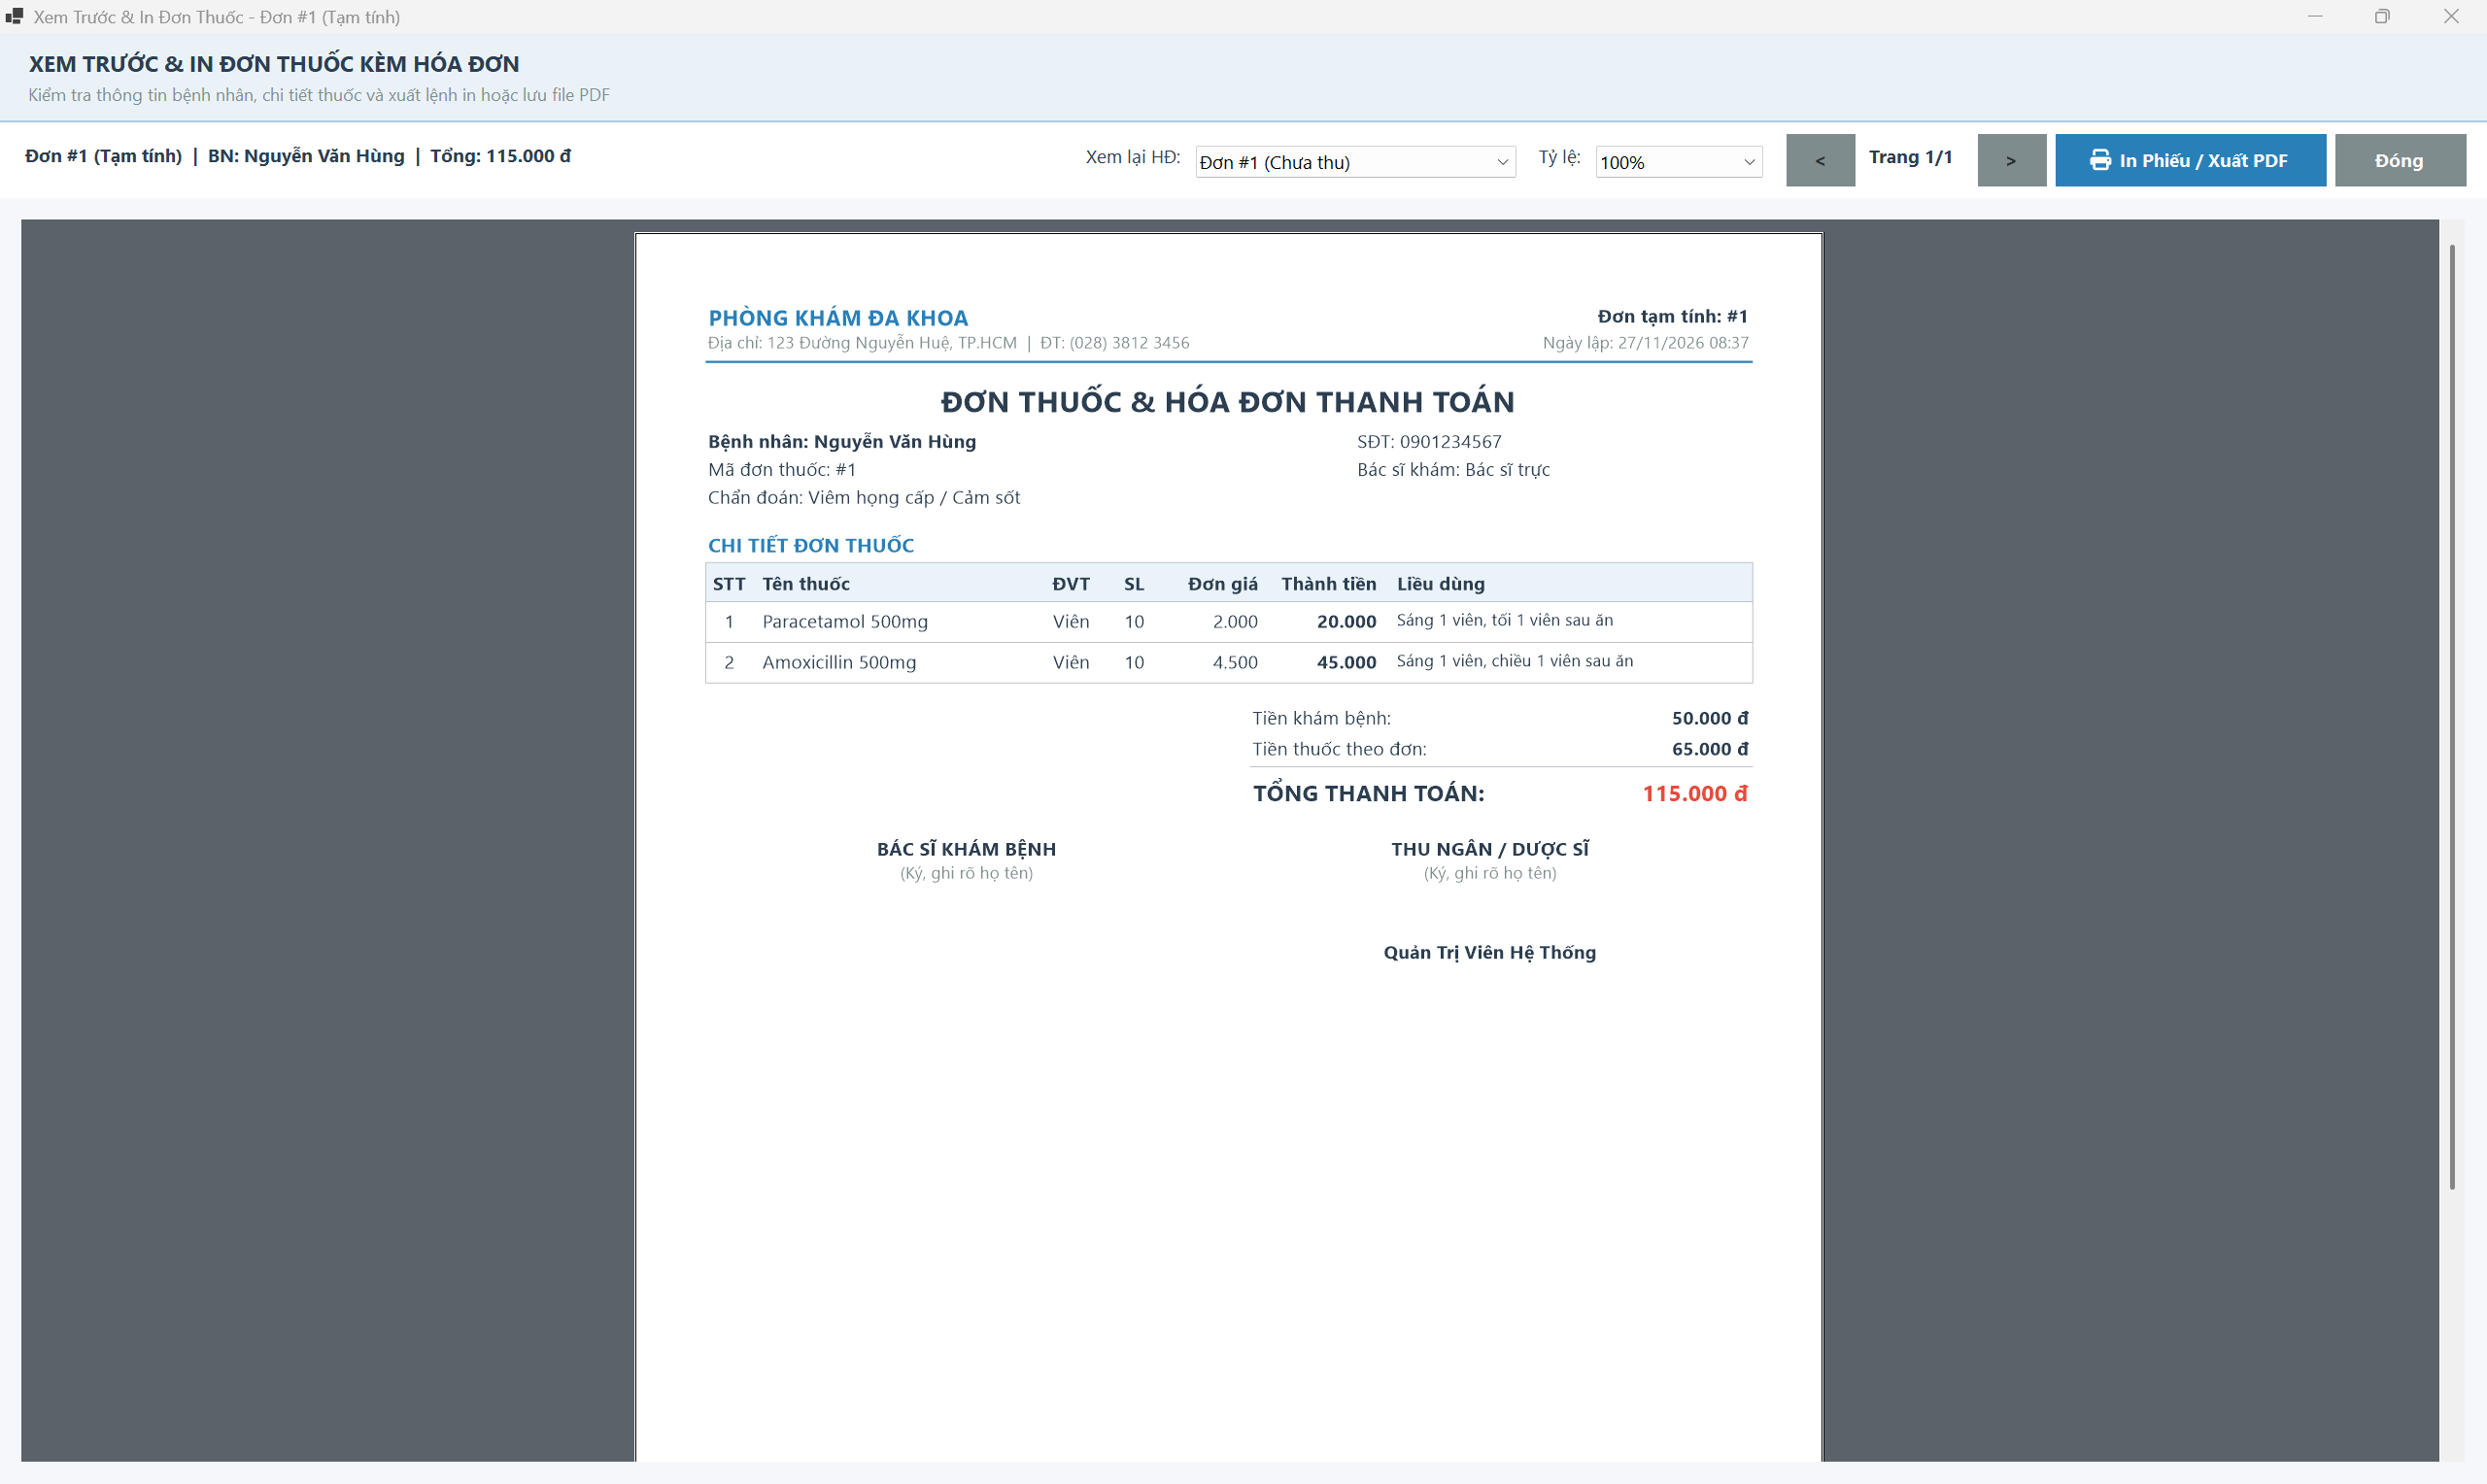 Xem Trước & In Đơn Thuốc - Đơn #1 (Tạm tính)
XEM TRƯỚC & IN ĐƠN THUỐC KÈM HÓA ĐƠN
Kiểm tra thông tin bệnh nhân, chi tiết thuốc và xuất lệnh in hoặc lưu file PDF
Đơn #1 (Tạm tính) | BN: Nguyễn Văn Hùng | Tổng: 115.000 đ
Xem lại HĐ: Đơn #1 (Chưa thu) Tỷ lệ: 100% < Trang 1/1 > In Phiếu / Xuất PDF Đóng
PHÒNG KHÁM ĐA KHOA Đơn tạm tính: #1
Địa chỉ: 123 Đường Nguyễn Huệ, TP.HCM | ĐT: (028) 3812 3456 Ngày lập: 27/11/2026 08:37
ĐƠN THUỐC & HÓA ĐƠN THANH TOÁN
Bệnh nhân: Nguyễn Văn Hùng SĐT: 0901234567
Mã đơn thuốc: #1 Bác sĩ khám: Bác sĩ trực
Chẩn đoán: Viêm họng cấp / Cảm sốt
CHI TIẾT ĐƠN THUỐC
STT Tên thuốc ĐVT SL Đơn giá Thành tiền Liều dùng
1 Paracetamol 500mg Viên 10 2.000 20.000 Sáng 1 viên, tối 1 viên sau ăn
2 Amoxicillin 500mg Viên 10 4.500 45.000 Sáng 1 viên, chiều 1 viên sau ăn
Tiền khám bệnh: 50.000 đ
Tiền thuốc theo đơn: 65.000 đ
TỔNG THANH TOÁN: 115.000 đ
BÁC SĨ KHÁM BỆNH THU NGÂN / DƯỢC SĨ
(Ký, ghi rõ họ tên) (Ký, ghi rõ họ tên)
Quản Trị Viên Hệ Thống